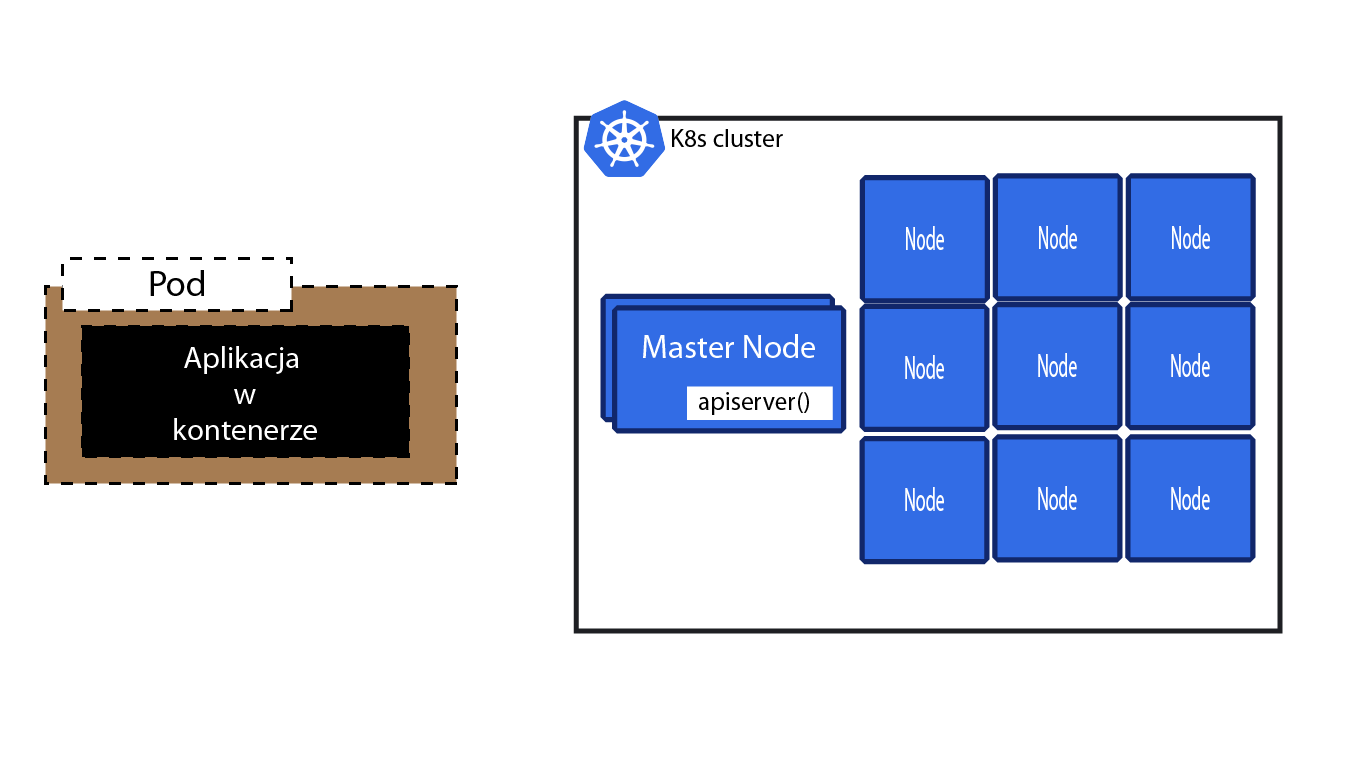 Pod
Aplikacja
w
kontenerze
K8s cluster
Master Node
apiserver()
Node
Node
Node
Node
Node
Node
Node
Node
Node